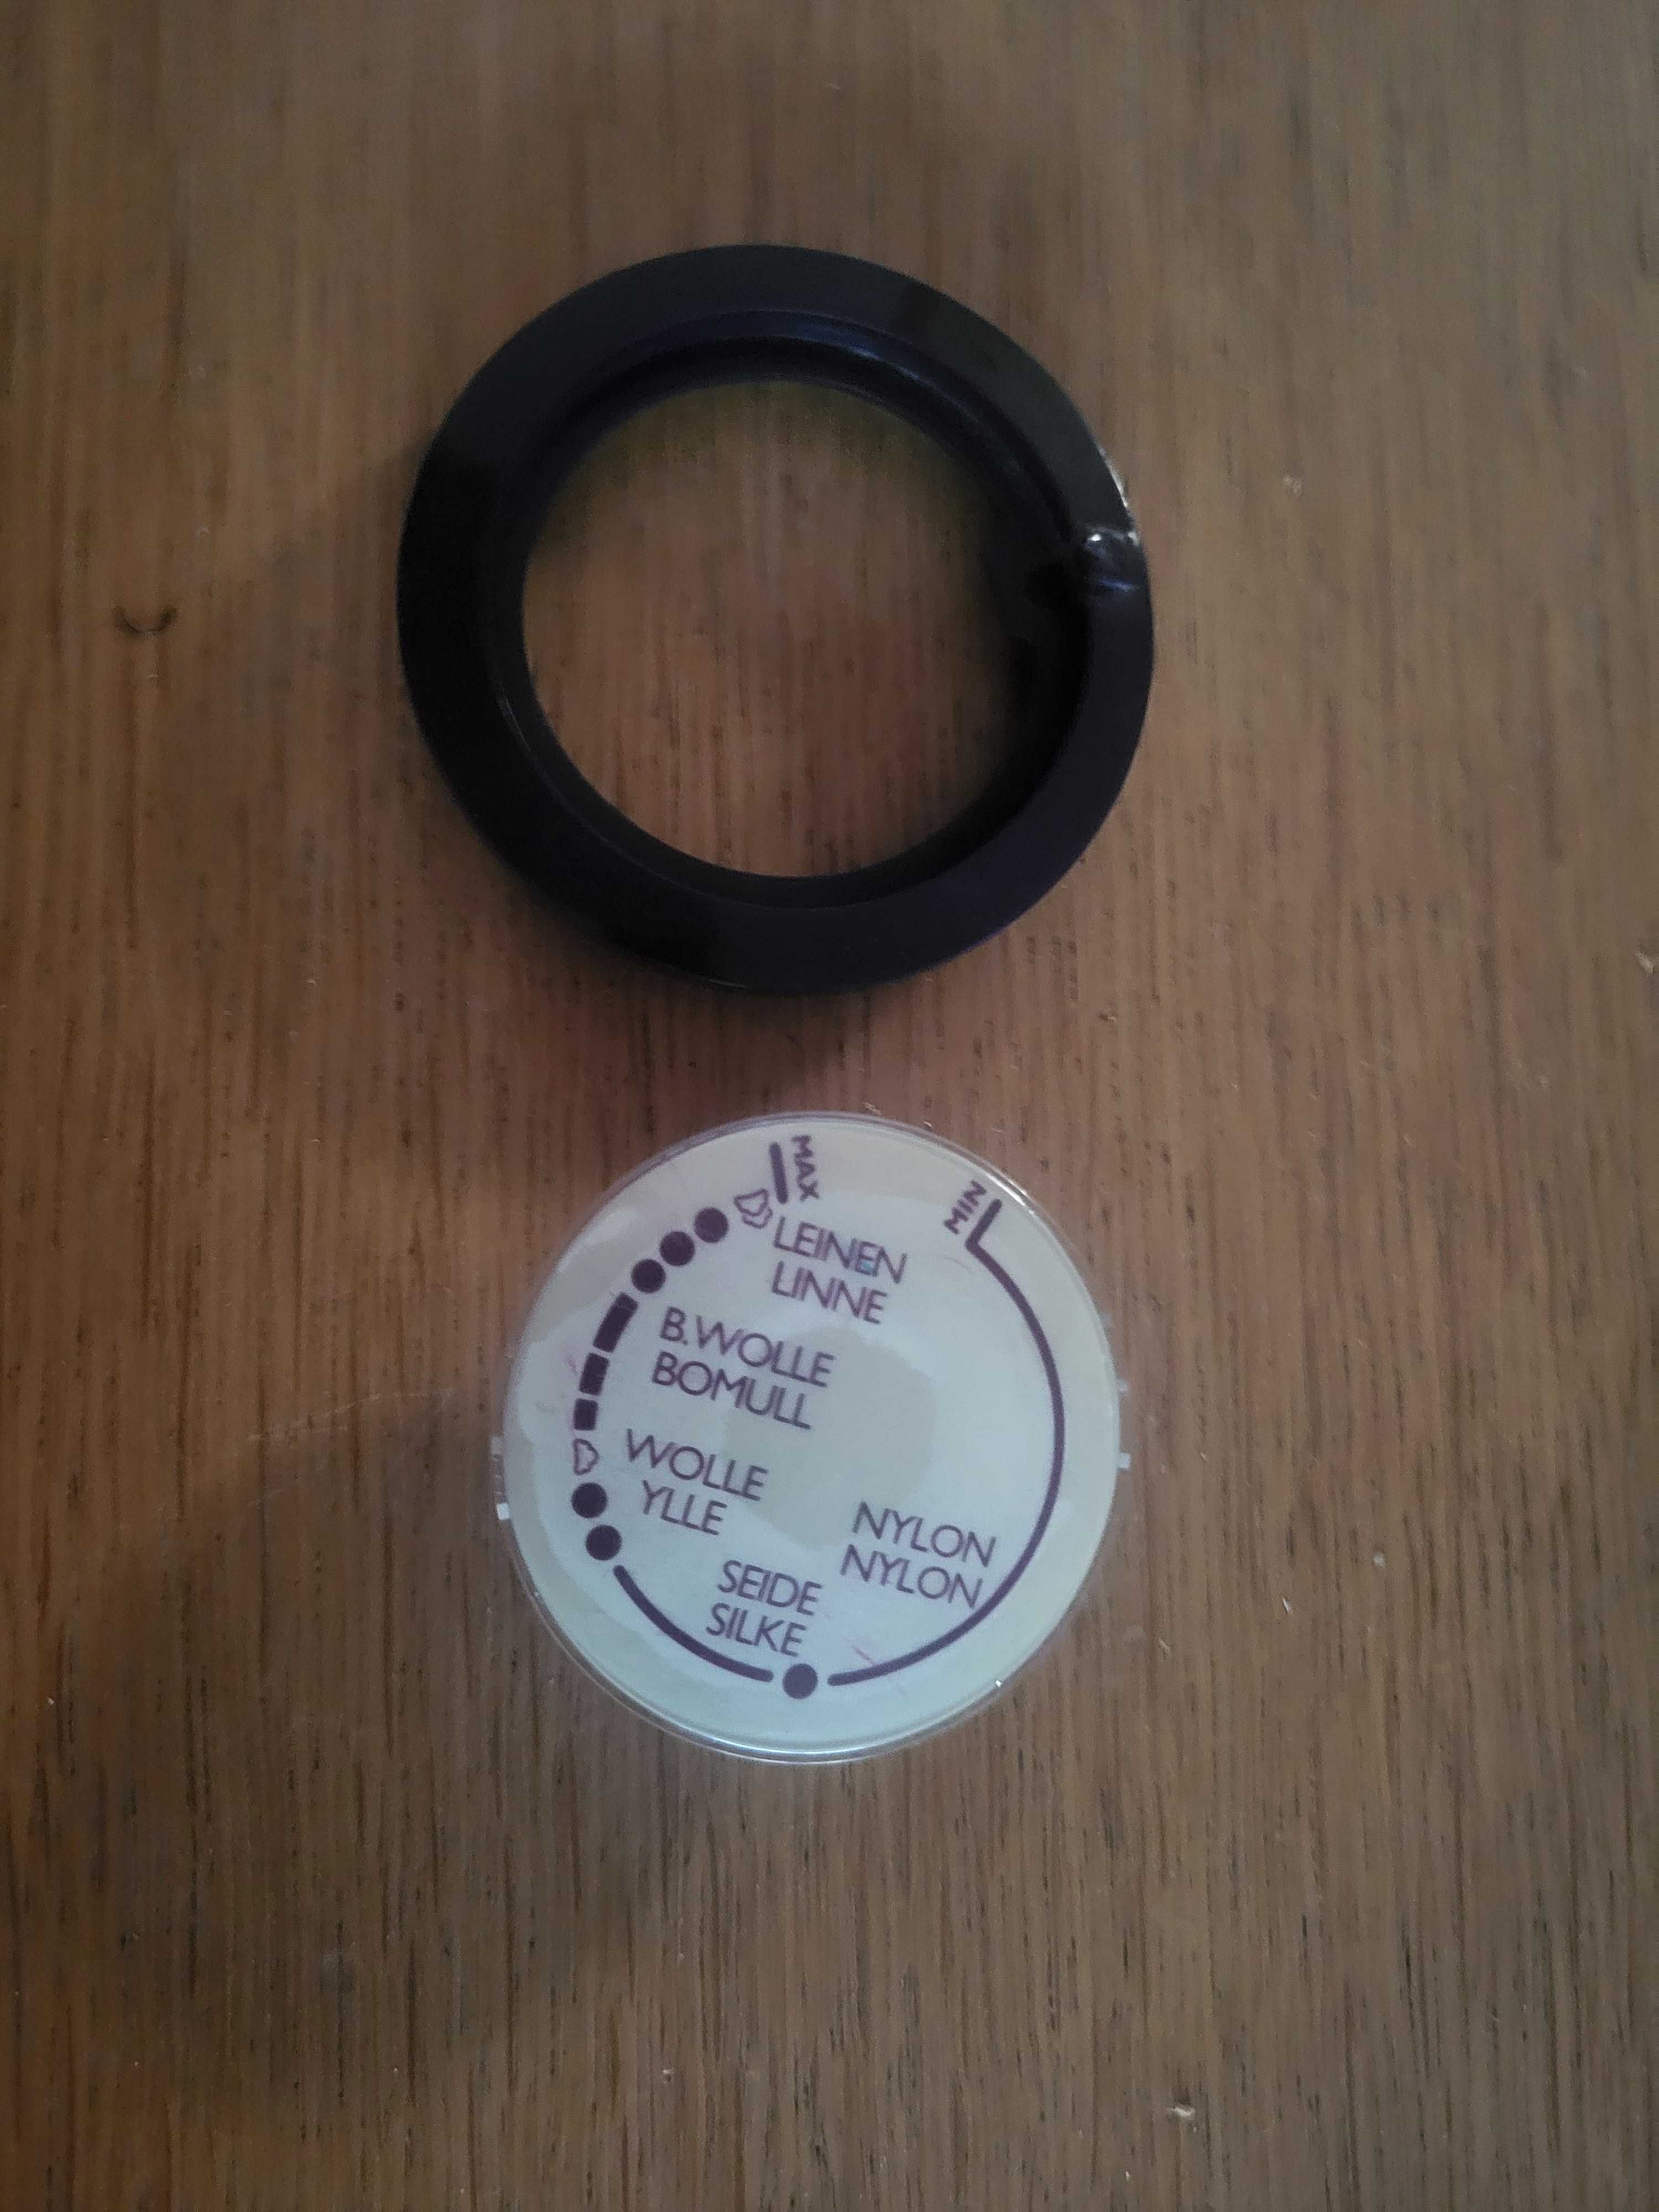 MAX
MIN
LEINEN
LINNE
B.WOLLE
BOMULL
WOLLE
YLLE
NYLON
NYLON
SEIDE
SILKE